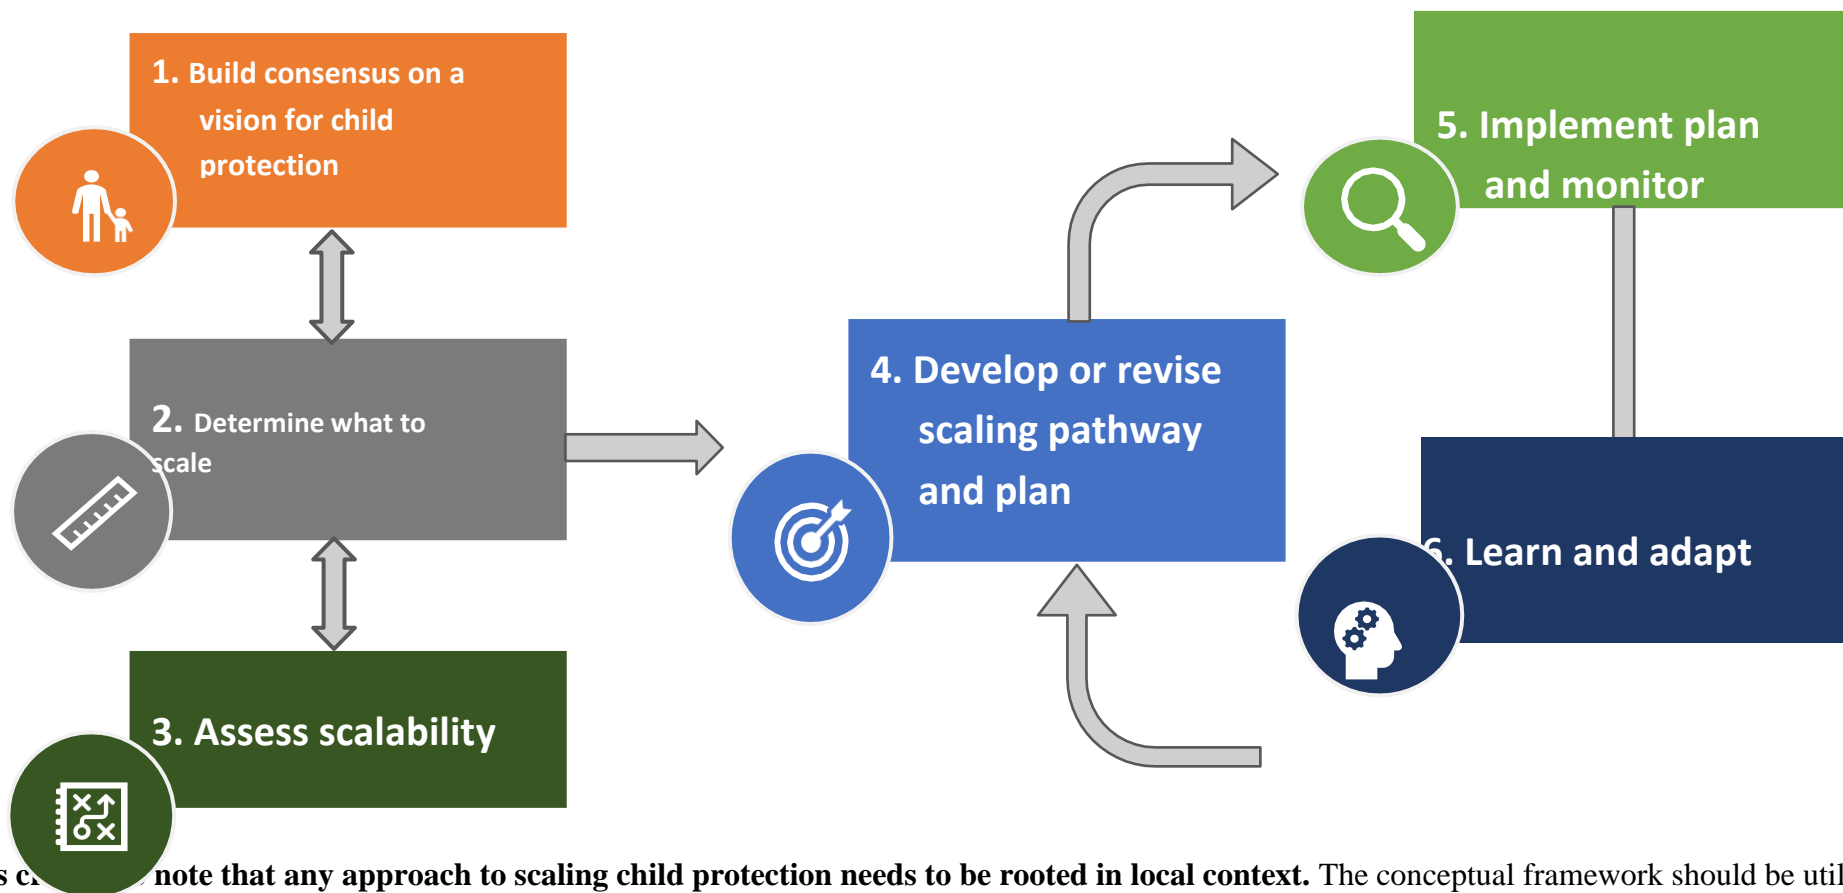 1. Build consensus on a
vision for child
protection
2. Determine what to
scale
3. Assess scalability
4. Develop or revise
scaling pathway
and plan
5. Implement plan
and monitor
6. Learn and adapt
note that any approach to scaling child protection needs to be rooted in local context. The conceptual framework should be